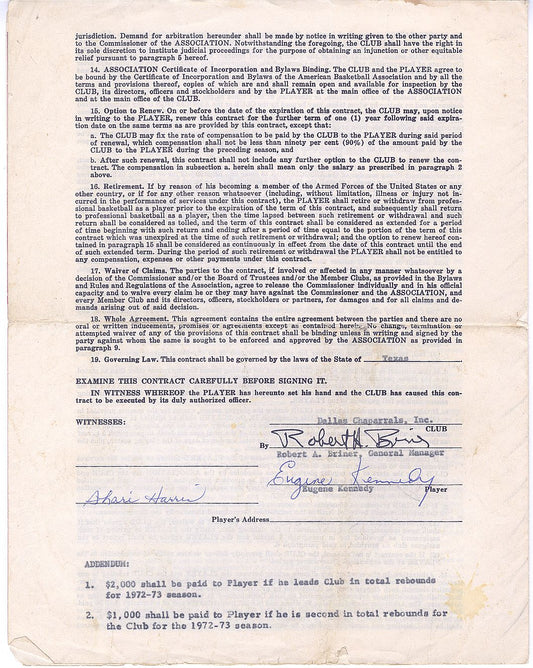 jurisdiction. Demand for arbitration hereunder shall be made by notice in writing given to the other party and
to the Commissioner of the ASSOCIATION. Notwithstanding the foregoing, the CLUB shall have the right in
its sole discretion to institute judicial proceedings for the purpose of obtaining an injunction or other equitable
relief pursuant to paragraph 5 hereof.
14. ASSOCIATION Certificate of Incorporation and Bylaws Binding. The CLUB and the PLAYER agree to
be bound by the Certificate of Incorporation and Bylaws of the American Basketball Association and by all the
terms and provisions thereof, copies of which are and shall remain open and available for inspection by the
CLUB, its directors, officers and stockholders and by the PLAYER at the main office of the ASSOCIATION
and at the main office of the CLUB.
15. Option to Renew. On or before the date of the expiration of this contract, the CLUB may, upon notice
in writing to the PLAYER, renew this contract for the further term of one (1) year following said expira-
tion date on the same terms as are provided by this contract, except that:
a. The CLUB may fix the rate of compensation to be paid by the CLUB to the PLAYER during said period
of renewal, which compensation shall not be less than ninety per cent (90%) of the amount paid by the
CLUB to the PLAYER during the preceding season, and
b. After such renewal, this contract shall not include any further option to the CLUB to renew the con-
tract. The compensation in subsection a. herein shall mean only the salary as prescribed in paragraph 2
above.
16. Retirement. If by reason of his becoming a member of the Armed Forces of the United States or any
other country, or if for any other reason whatsoever (including, without limitation, illness or injury not in-
curred in the performance of services under this contract), the PLAYER shall retire or withdraw from profes-
sional basketball as a player prior to the expiration of the term of this contract, and subsequently shall return
to professional basketball as a player, then the time lapsed between such retirement or withdrawal and such
return shall be considered as tolled, and the term of this contract shall be considered as extended for a period
of time beginning with such return and ending after a period of time equal to the portion of the term of this
contract which was unexpired at the time of such retirement or withdrawal; and the option to renew hereof con-
tained in paragraph 15 shall be considered as continuously in effect from the date of this contract until the end
of such extended term. During the period of such retirement or withdrawal the PLAYER shall not be entitled to
any compensation, expenses or other payments under this contract.
17. Waiver of Claims. The parties to the contract, if involved or affected in any manner whatsoever by a
decision of the Commissioner and/or the Board of Trustees and/or the Member Clubs, as provided in the Bylaws
and Rules and Regulations of the Association, agree to release the Commissioner individually and in his official
capacity and to waive every claim he or they may have against the Commissioner and the ASSOCIATION, and
every Member Club and its directors, officers, stockholders or partners, for damages and for all claims and de-
mands arising out of said decision.
18. Whole Agreement. This agreement contains the entire agreement between the parties and there are no
oral or written inducements, promises or agreements except as contained herein. No change, termination or
attempted waiver of any of the provisions of this contract shall be binding unless in writing and signed by the
party against whom the same is sought to be enforced and approved by the ASSOCIATION as provided in
paragraph 9.
19. Governing Law. This contract shall be governed by the laws of the State of Texas
EXAMINE THIS CONTRACT CAREFULLY BEFORE SIGNING IT.
IN WITNESS WHEREOF the PLAYER has hereunto set his hand and the CLUB has caused this con-
tract to be executed by its duly authorized officer.
WITNESSES:
Dallas Chaparrals, Inc.
CLUB
By Robert A. Briner
Robert A. Briner, General Manager
Eugene Kennedy
Eugene Kennedy Player
Shari Harris
Player's Address
ADDENDUM:
1. $2,000 shall be paid to Player if he leads Club in total rebounds
for 1972-73 season.
2. $1,000 shall be paid to Player if he is second in total rebounds for
the Club for the 1972-73 season.